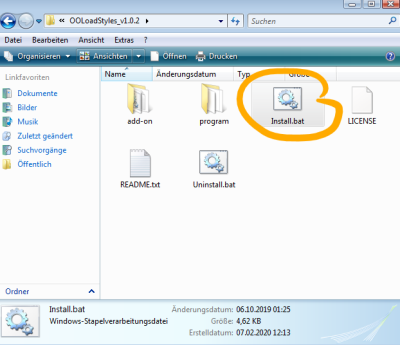 « OOLoadStyles_v1.0.2
Suchen
Datei Bearbeiten Ansicht Extras ?
Organisieren Ansichten Öffnen Drucken
Linkfavoriten
Dokumente
Bilder
Musik
Zuletzt geändert
Suchvorgänge
Öffentlich
Ordner
Name Änderungsdatum Typ
add-on program Install.bat LICENSE
README.txt Uninstall.bat
Install.bat Änderungsdatum: 06.10.2019 01:25
Windows-Stapelverarbeitungsdatei Größe: 4,62 KB
Erstelldatum: 07.02.2020 12:13